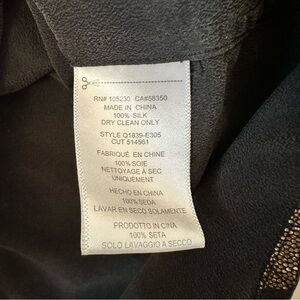 RN# 105230 CA#58350
MADE IN CHINA
100% SILK
DRY CLEAN ONLY
STYLE Q1839-E305
CUT 514561
FABRIQUÉ EN CHINE
100% SOIE
NETTOYAGE À SEC
UNIQUEMENT
HECHO EN CHINA
100% SEDA
LAVAR EN SECO SOLAMENTE
PRODOTTO IN CINA
100% SETA
SOLO LAVAGGIO A SECCO